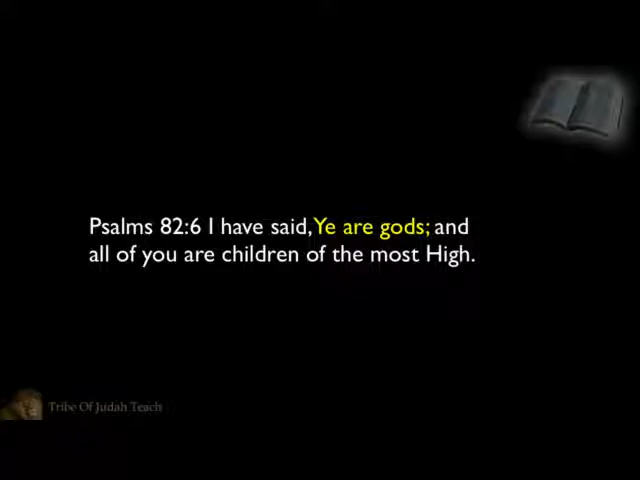 Psalms 82:6 I have said, Ye are gods; and
all of you are children of the most High.
Tribe Of Judah Teach